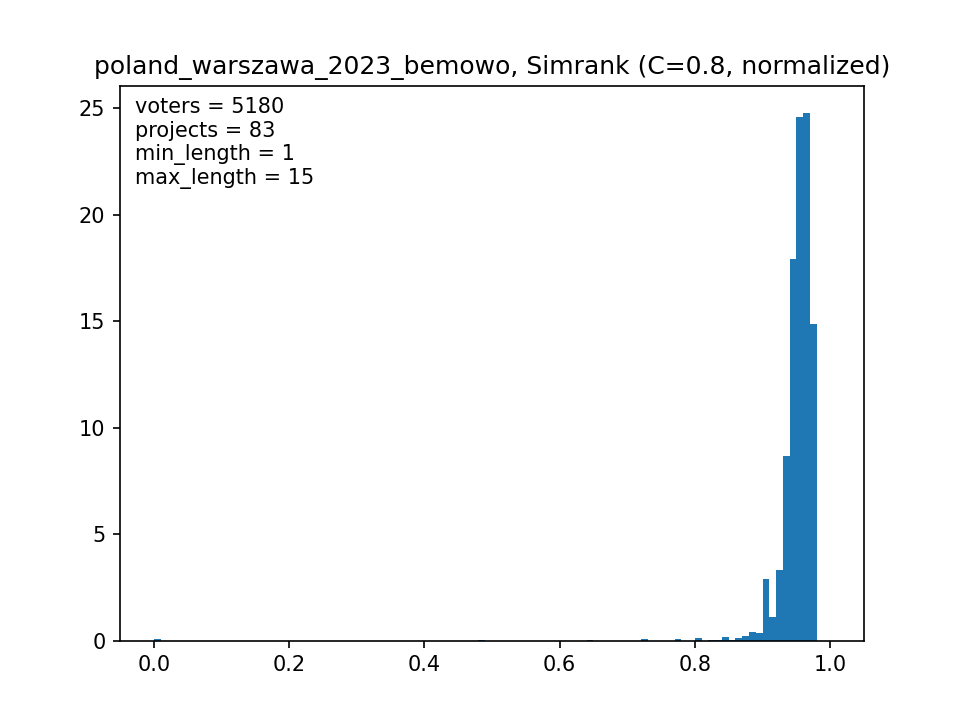 poland_warszawa_2023_bemowo, Simrank (C=0.8, normalized)
voters = 5180
projects = 83
min_length = 1
max_length = 15
25
20
15
10
5
0
0.0 0.2 0.4 0.6 0.8 1.0